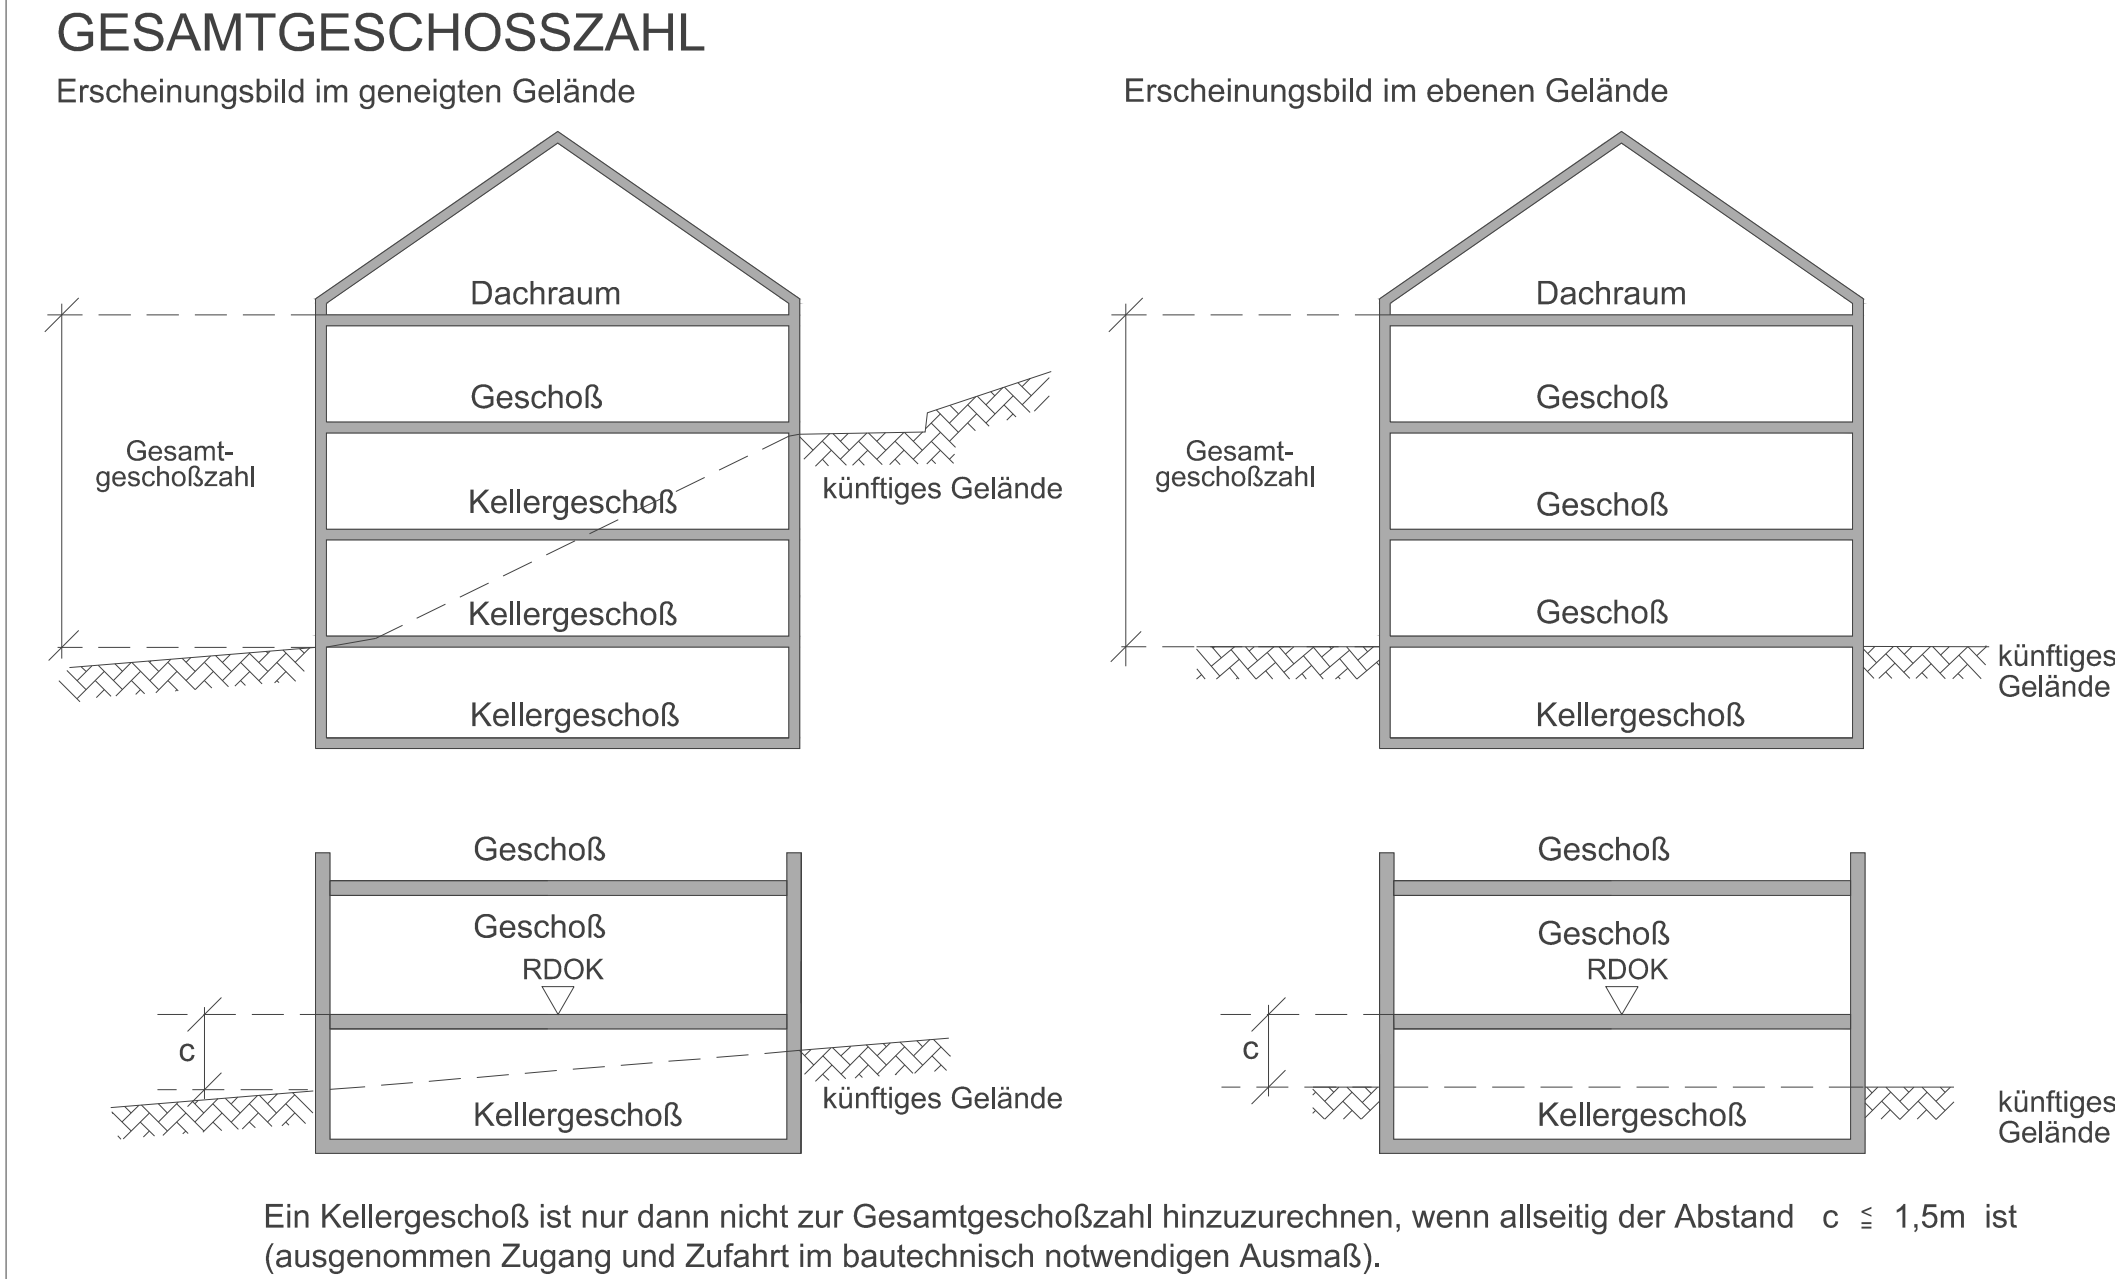 GESAMTGESCHOSSZAHL
Erscheinungsbild im geneigten Gelände
Dachraum
Geschoß
Gesamt-
geschoßzahl
Kellergeschoß
künftiges Gelände
Kellergeschoß
Kellergeschoß
Erscheinungsbild im ebenen Gelände
Dachraum
Geschoß
Gesamt-
geschoßzahl
Geschoß
Geschoß
künftiges
Gelände
Kellergeschoß
Geschoß
Geschoß
RDOK
c
künftiges Gelände
Kellergeschoß
Geschoß
Geschoß
RDOK
c
künftiges
Gelände
Kellergeschoß
Ein Kellergeschoß ist nur dann nicht zur Gesamtgeschoßzahl hinzuzurechnen, wenn allseitig der Abstand c ≦ 1,5m ist
(ausgenommen Zugang und Zufahrt im bautechnisch notwendigen Ausmaß).